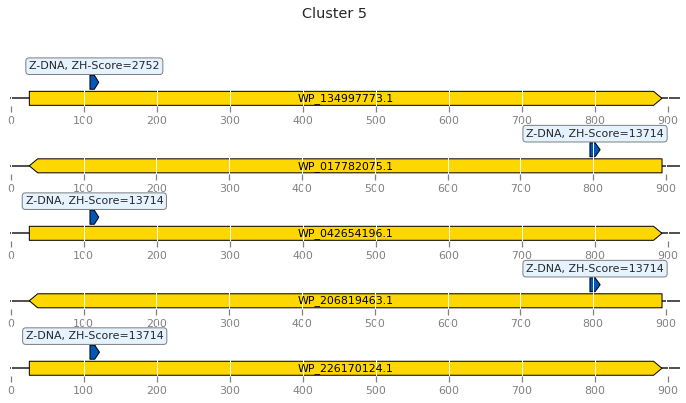 Cluster 5
Z-DNA, ZH-Score=2752
WP_134997773.1
0 100 200 300 400 500 600 700 800 900
Z-DNA, ZH-Score=13714
WP_017782075.1
0 100 200 300 400 500 600 700 800 900
Z-DNA, ZH-Score=13714
WP_042654196.1
0 100 200 300 400 500 600 700 800 900
Z-DNA, ZH-Score=13714
WP_206819463.1
0 100 200 300 400 500 600 700 800 900
Z-DNA, ZH-Score=13714
WP_226170124.1
0 100 200 300 400 500 600 700 800 900